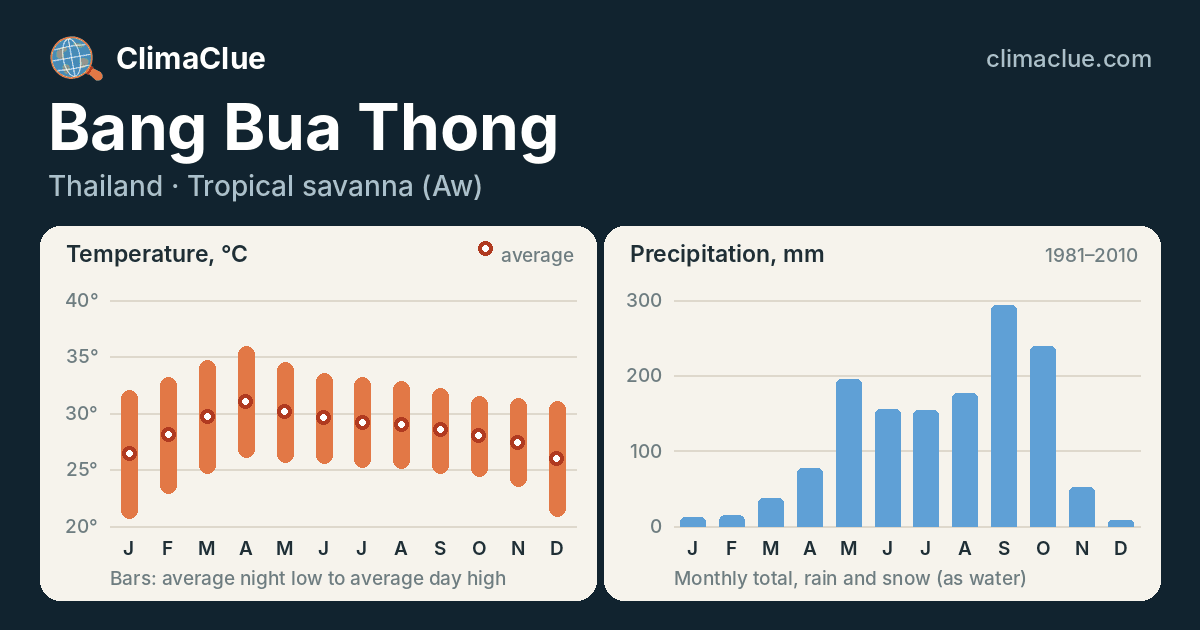 ClimaClue
climaclue.com
Bang Bua Thong
Thailand · Tropical savanna (Aw)
Temperature, °C
average
40°
35°
30°
25°
20°
J F M A M J J A S O N D
Bars: average night low to average day high
Precipitation, mm
1981–2010
300
200
100
0
J F M A M J J A S O N D
Monthly total, rain and snow (as water)